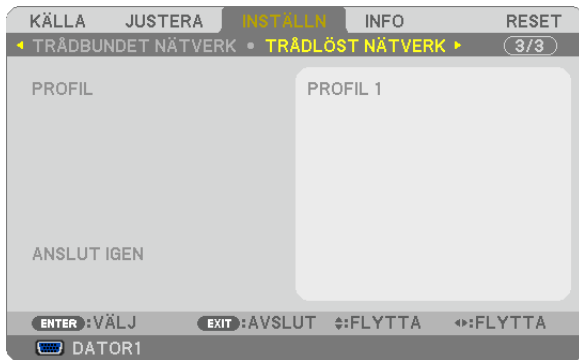 KÄLLA JUSTERA INSTÄLLN INFO RESET
TRÅDBUNDET NÄTVERK • TRÅDLÖST NÄTVERK 3/3
PROFIL PROFIL 1
ANSLUT IGEN
ENTER:VÄLJ EXIT:AVSLUT :FLYTTA :FLYTTA
DATOR1